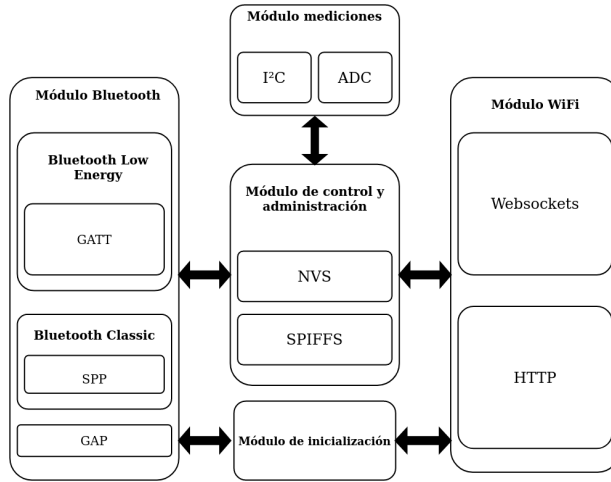 Módulo mediciones
I²C
ADC
Módulo Bluetooth
Bluetooth Low
Energy
GATT
Bluetooth Classic
SPP
GAP
Módulo de control y
administración
NVS
SPIFFS
Módulo de inicialización
Módulo WiFi
Websockets
HTTP